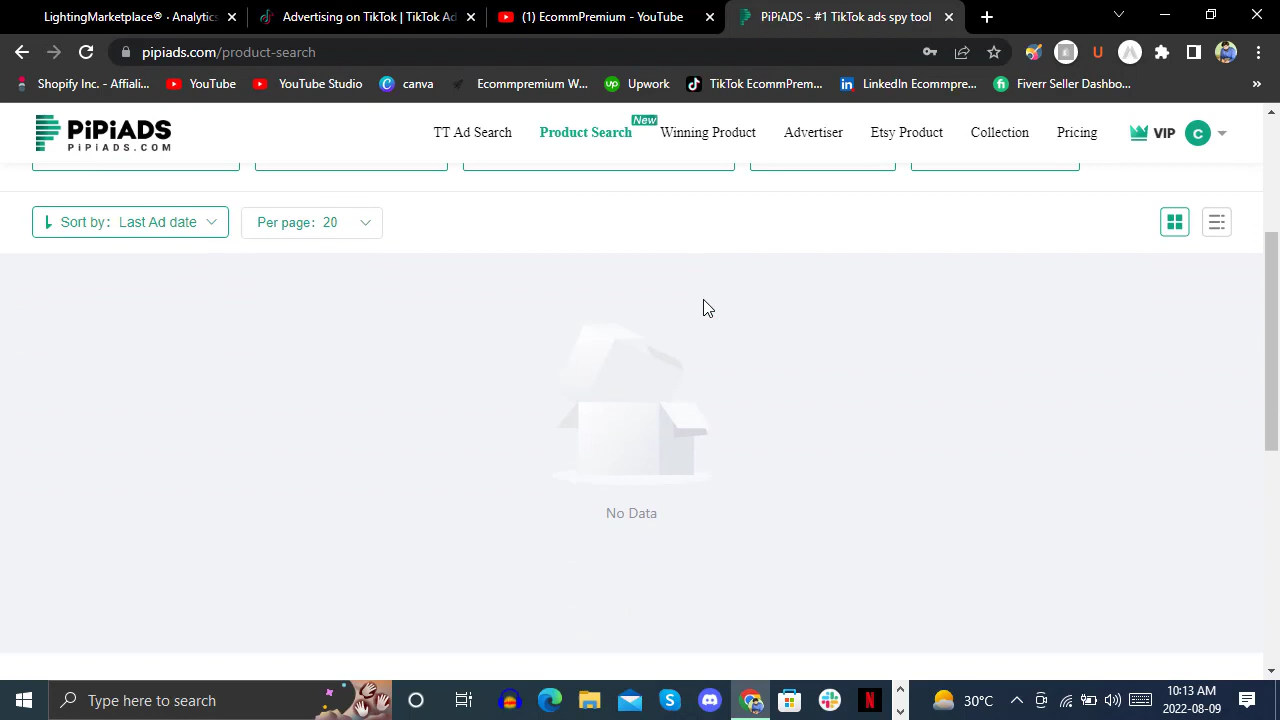 LightingMarketplace® · Analytics
Advertising on TikTok | TikTok Ad
(1) EcommPremium - YouTube
PiPiADS - #1 TikTok ads spy tool
pipiads.com/product-search
Shopify Inc. - Affiali...
YouTube
YouTube Studio
canva
Ecommpremium W...
Upwork
TikTok EcommPrem...
LinkedIn Ecommpre...
Fiverr Seller Dashbo...
PiPiADS
PIPIADS.COM
TT Ad Search
Product Search
New
Winning Product
Advertiser
Etsy Product
Collection
Pricing
VIP
C
Sort by: Last Ad date
Per page: 20
No Data
Type here to search
30°C
10:13 AM
2022-08-09